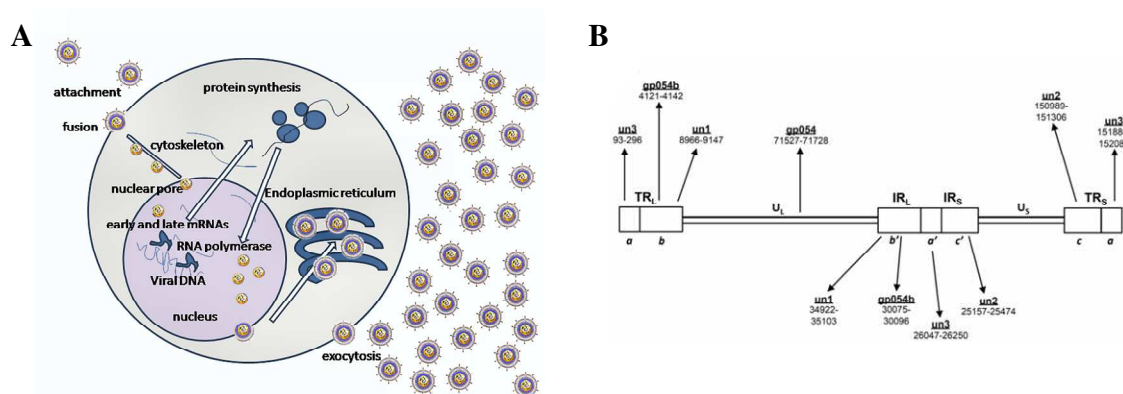 A
attachment
fusion
protein synthesis
cytoskeleton
nuclear pore
Endoplasmic reticulum
early and late mRNAs
RNA polymerase
Viral DNA
nucleus
exocytosis
B
gp054b
4121-4142
un3
93-296
un1
8966-9147
gp054
71527-71728
un2
150989-
151306
un3
15188
15208
TRL
UL
IRL
IRS
US
TRS
a
b
b'
a'
c'
c
a
un1
34922-
35103
gp054b
30075-
30096
un3
26047-26250
un2
25157-25474